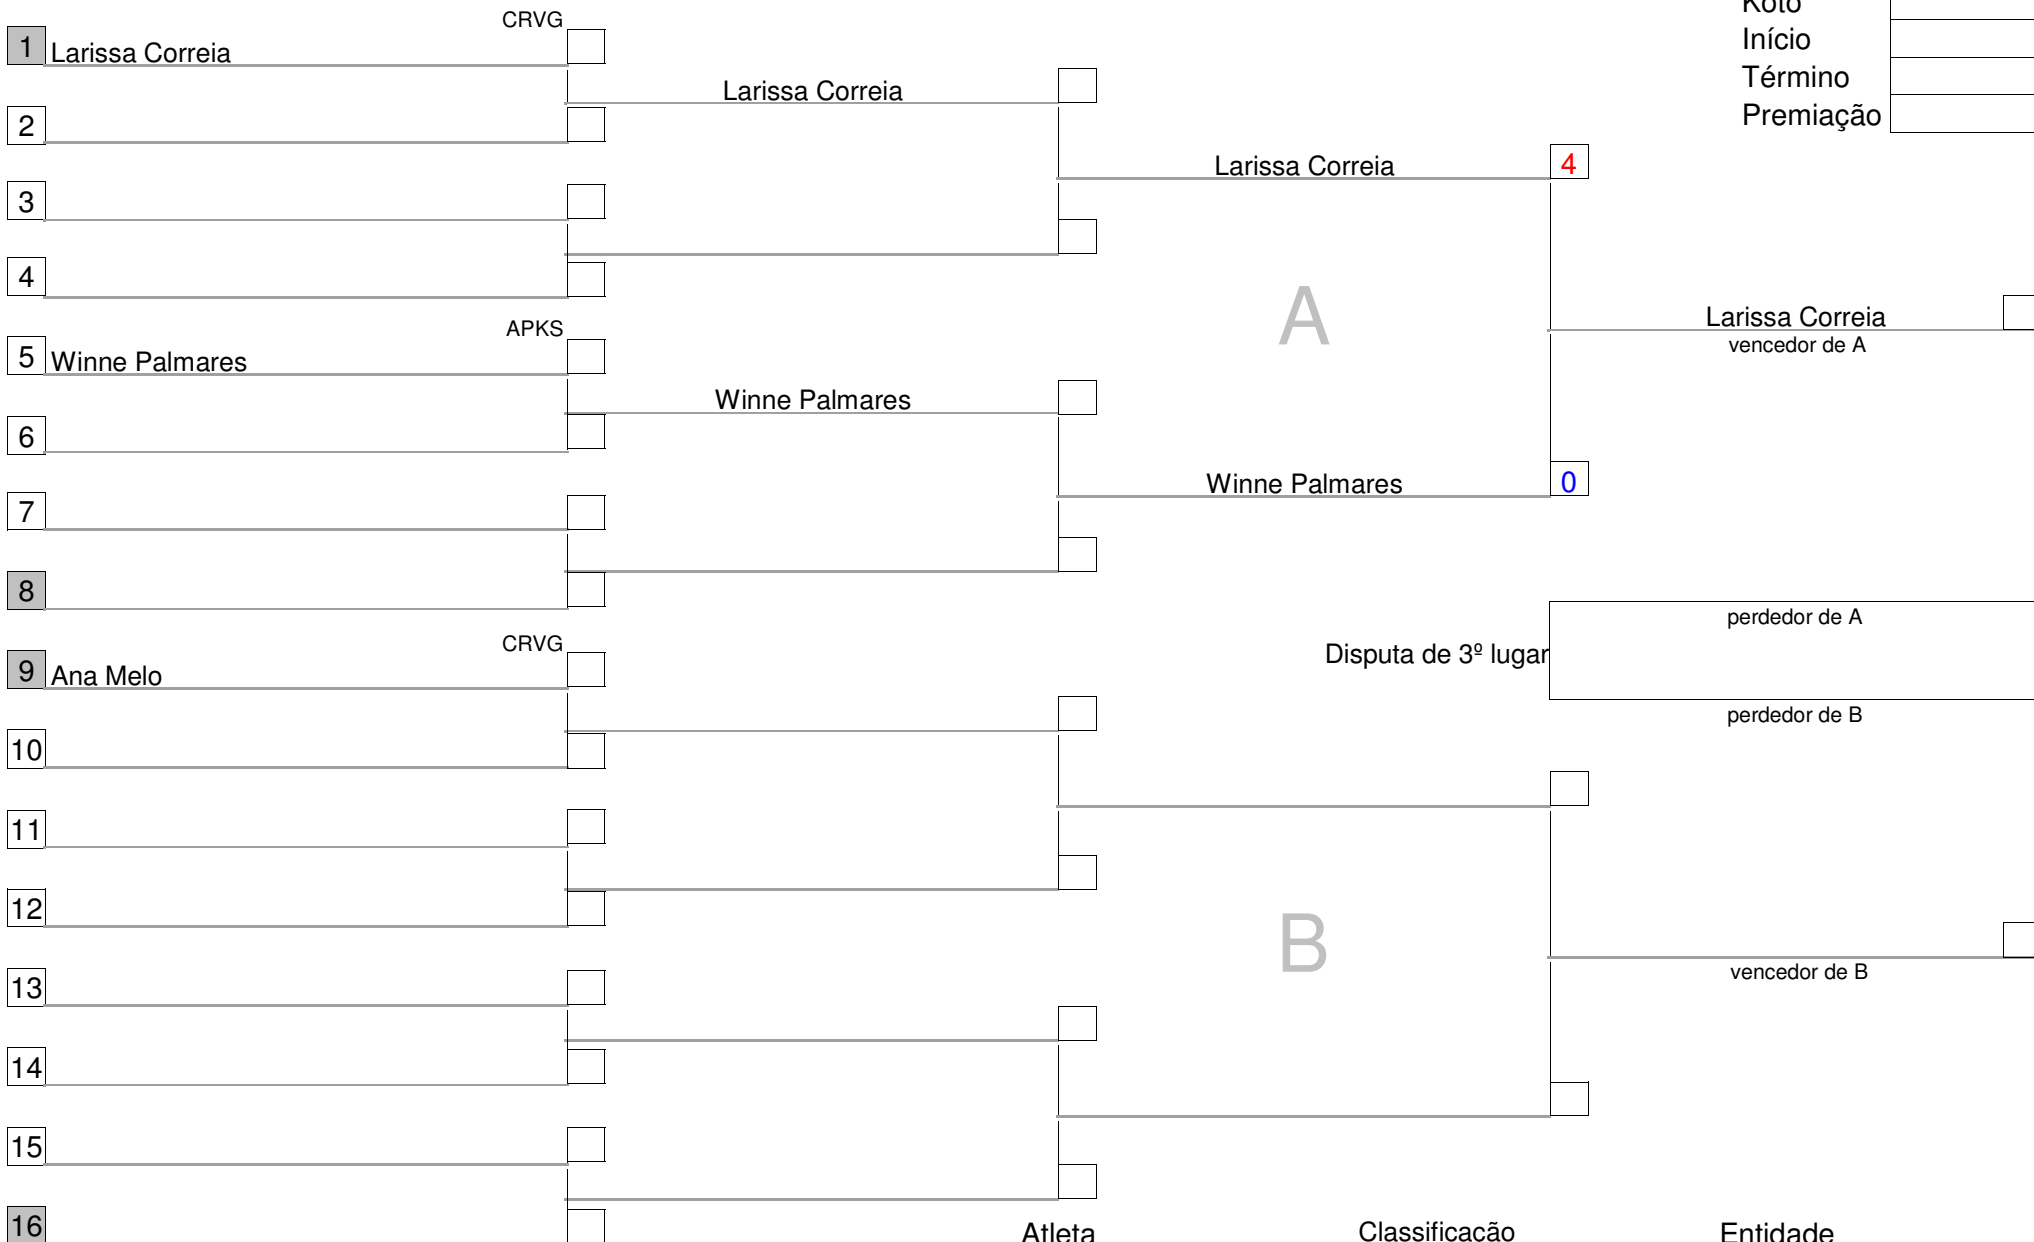 CRVG
Koto
1 Larissa Correia
Início
Larissa Correia
Término
2
Premiação
Larissa Correia 4
3
4
Larissa Correia
vencedor de A
A
APKS
5 Winne Palmares
Winne Palmares
6
Winne Palmares 0
7
8
perdedor de A
Disputa de 3º lugar
perdedor de B
CRVG
9 Ana Melo
10
11
12
B
vencedor de B
13
14
15
16
Atleta Classificação Entidade